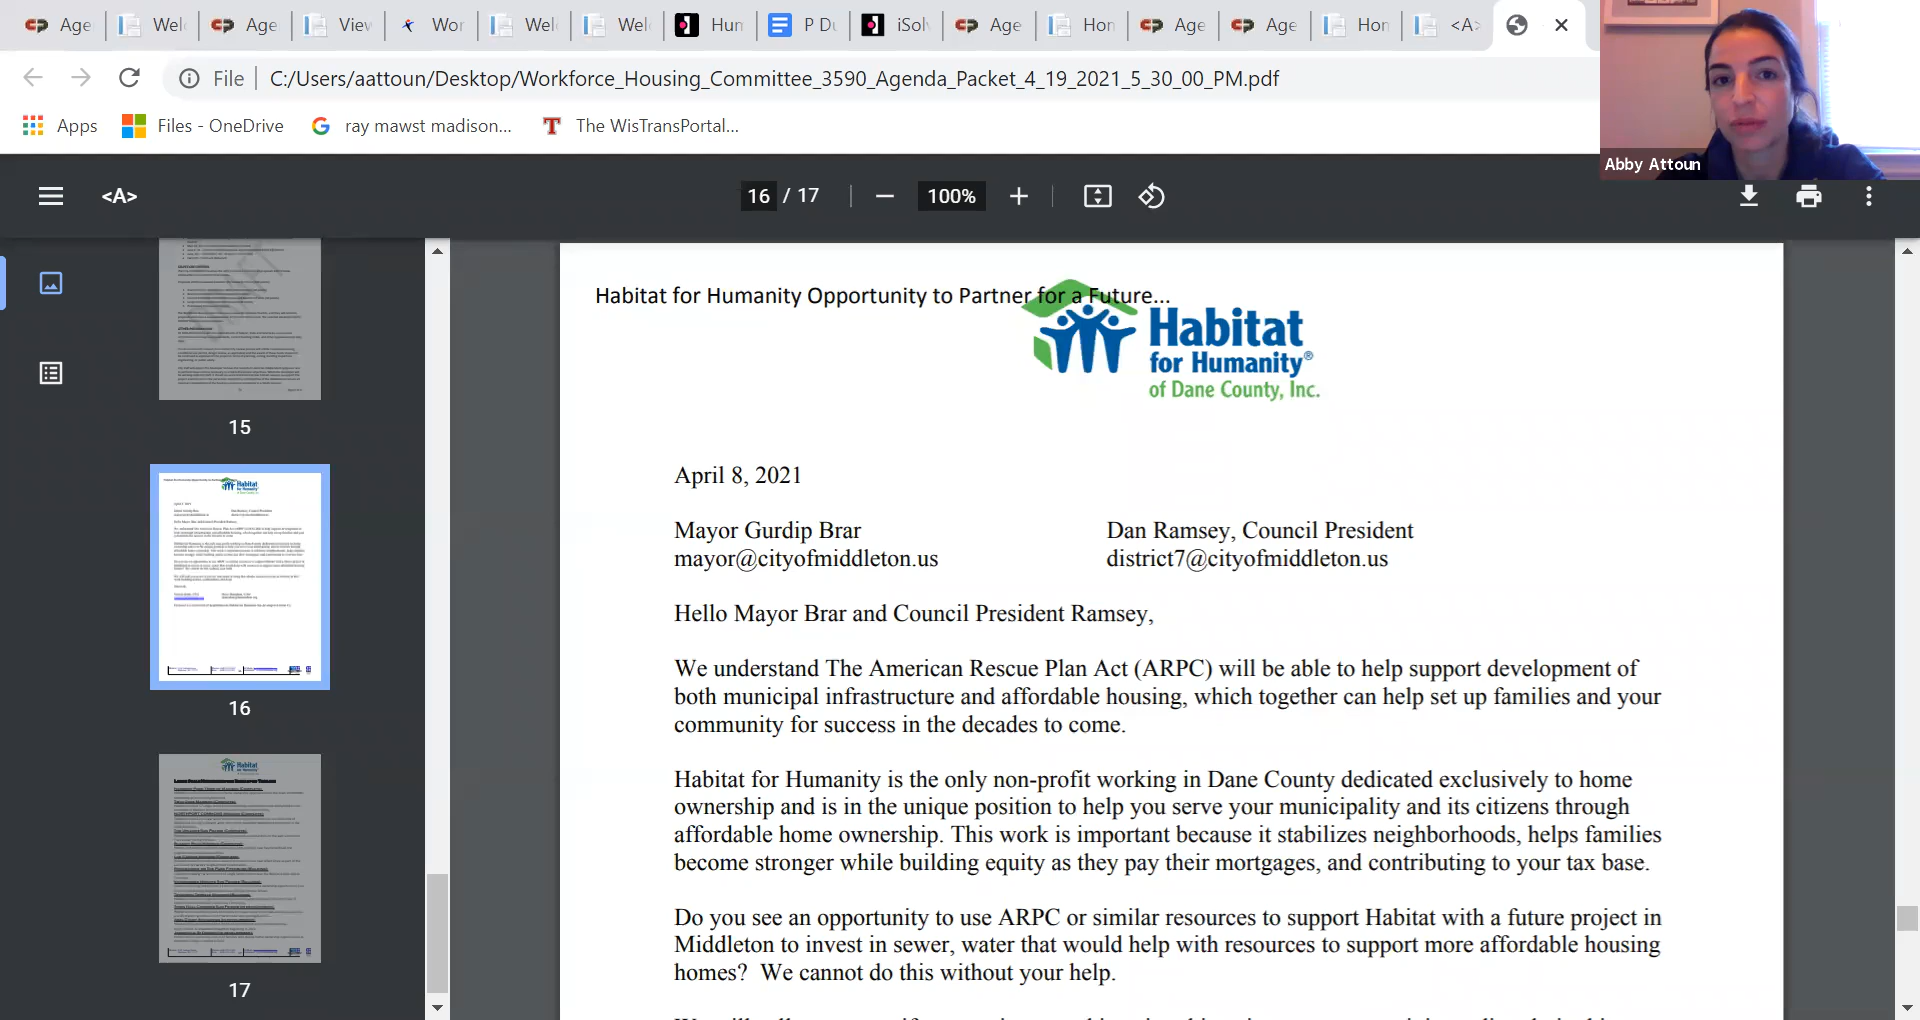 Age
Wel
Age
View
Wor
Wel
Wel
Hum
P Du
iSol
Age
Hon
Age
Age
Hon
<A>
File
C:/Users/aattoun/Desktop/Workforce_Housing_Committee_3590_Agenda_Packet_4_19_2021_5_30_00_PM.pdf
Apps
Files - OneDrive
ray mawst madison...
The WisTransPortal...
Abby Attoun
<A>
16 / 17
100%
15
16
17
Habitat for Humanity Opportunity to Partner for a Future...
Habitat
for Humanity®
of Dane County, Inc.
April 8, 2021
Mayor Gurdip Brar
Dan Ramsey, Council President
mayor@cityofmiddleton.us
district7@cityofmiddleton.us
Hello Mayor Brar and Council President Ramsey,
We understand The American Rescue Plan Act (ARPC) will be able to help support development of
both municipal infrastructure and affordable housing, which together can help set up families and your
community for success in the decades to come.
Habitat for Humanity is the only non-profit working in Dane County dedicated exclusively to home
ownership and is in the unique position to help you serve your municipality and its citizens through
affordable home ownership. This work is important because it stabilizes neighborhoods, helps families
become stronger while building equity as they pay their mortgages, and contributing to your tax base.
Do you see an opportunity to use ARPC or similar resources to support Habitat with a future project in
Middleton to invest in sewer, water that would help with resources to support more affordable housing
homes? We cannot do this without your help.